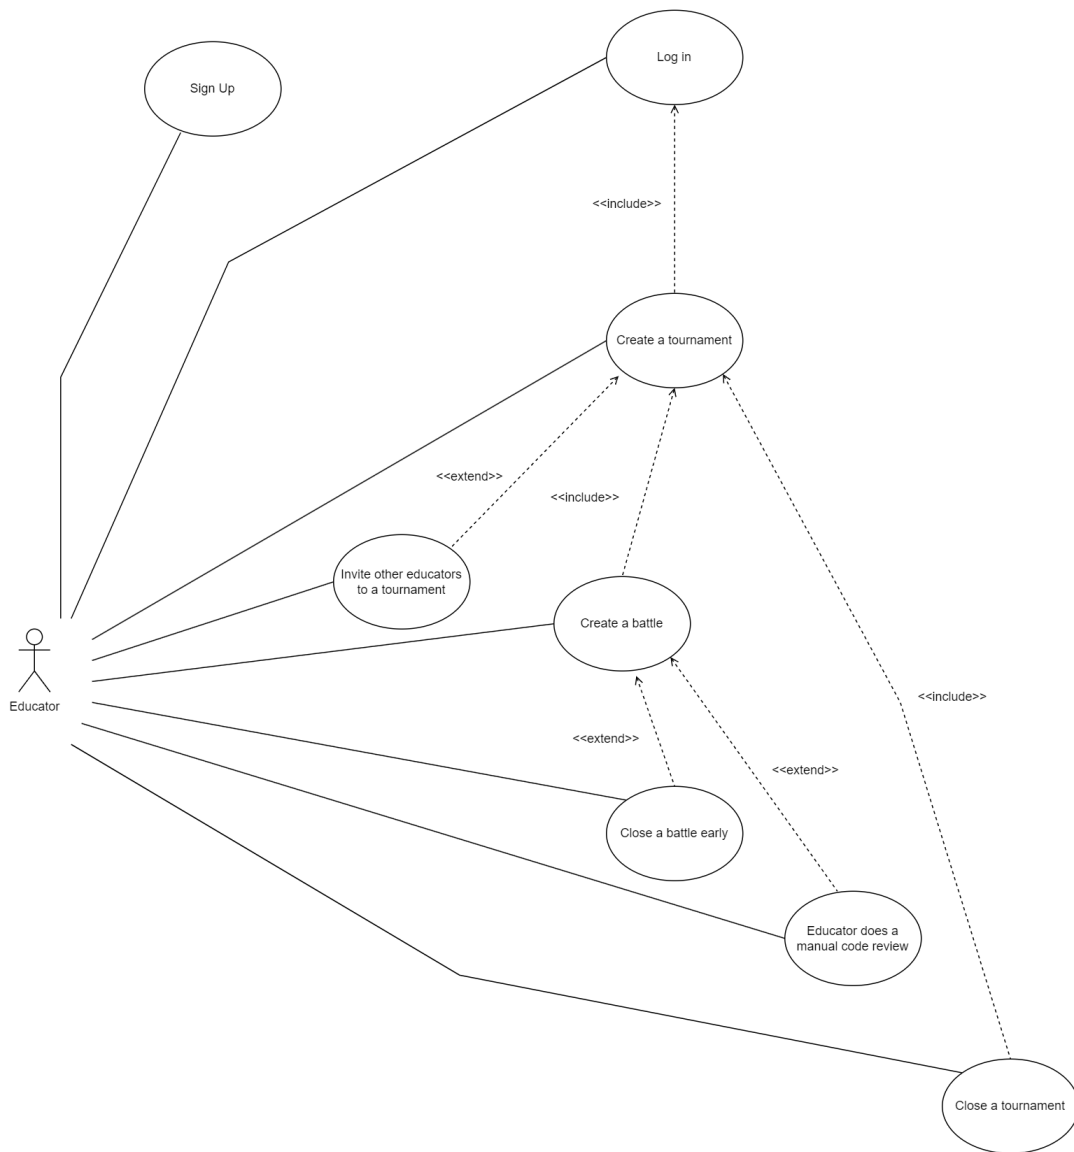 Sign Up
Log in
<<include>>
Create a tournament
<<extend>>
<<include>>
Invite other educators
to a tournament
Create a battle
Educator
<<include>>
<<extend>>
<<extend>>
Close a battle early
Educator does a
manual code review
Close a tournament